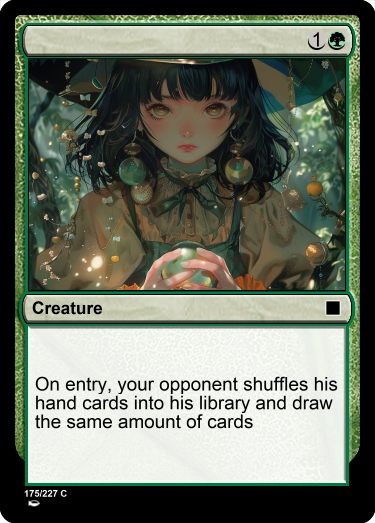 1
Creature
On entry, your opponent shuffles his
hand cards into his library and draw
the same amount of cards
175/227 C